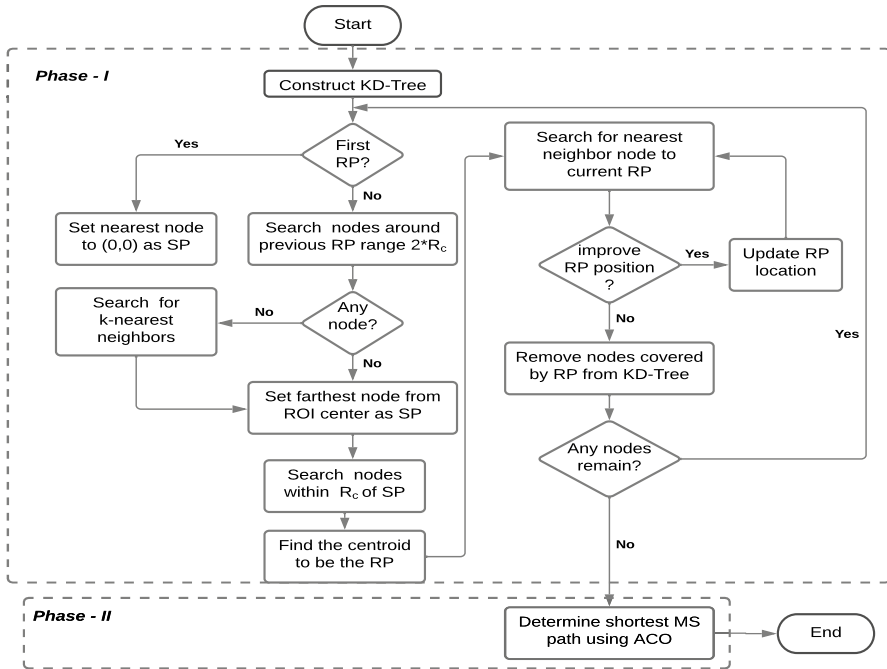 Start
Phase - I
Construct KD-Tree
Yes
First
RP?
No
Set nearest node
to (0,0) as SP
Search nodes around
previous RP range 2*Rc
Search for
k-nearest
neighbors
No
Any
node?
No
Set farthest node from
ROI center as SP
Search nodes
within Rc of SP
Find the centroid
to be the RP
Search for nearest
neighbor node to
current RP
improve
RP position
?
Yes
Update RP
location
No
Yes
Remove nodes covered
by RP from KD-Tree
Any nodes
remain?
No
Phase - II
Determine shortest MS
path using ACO
End